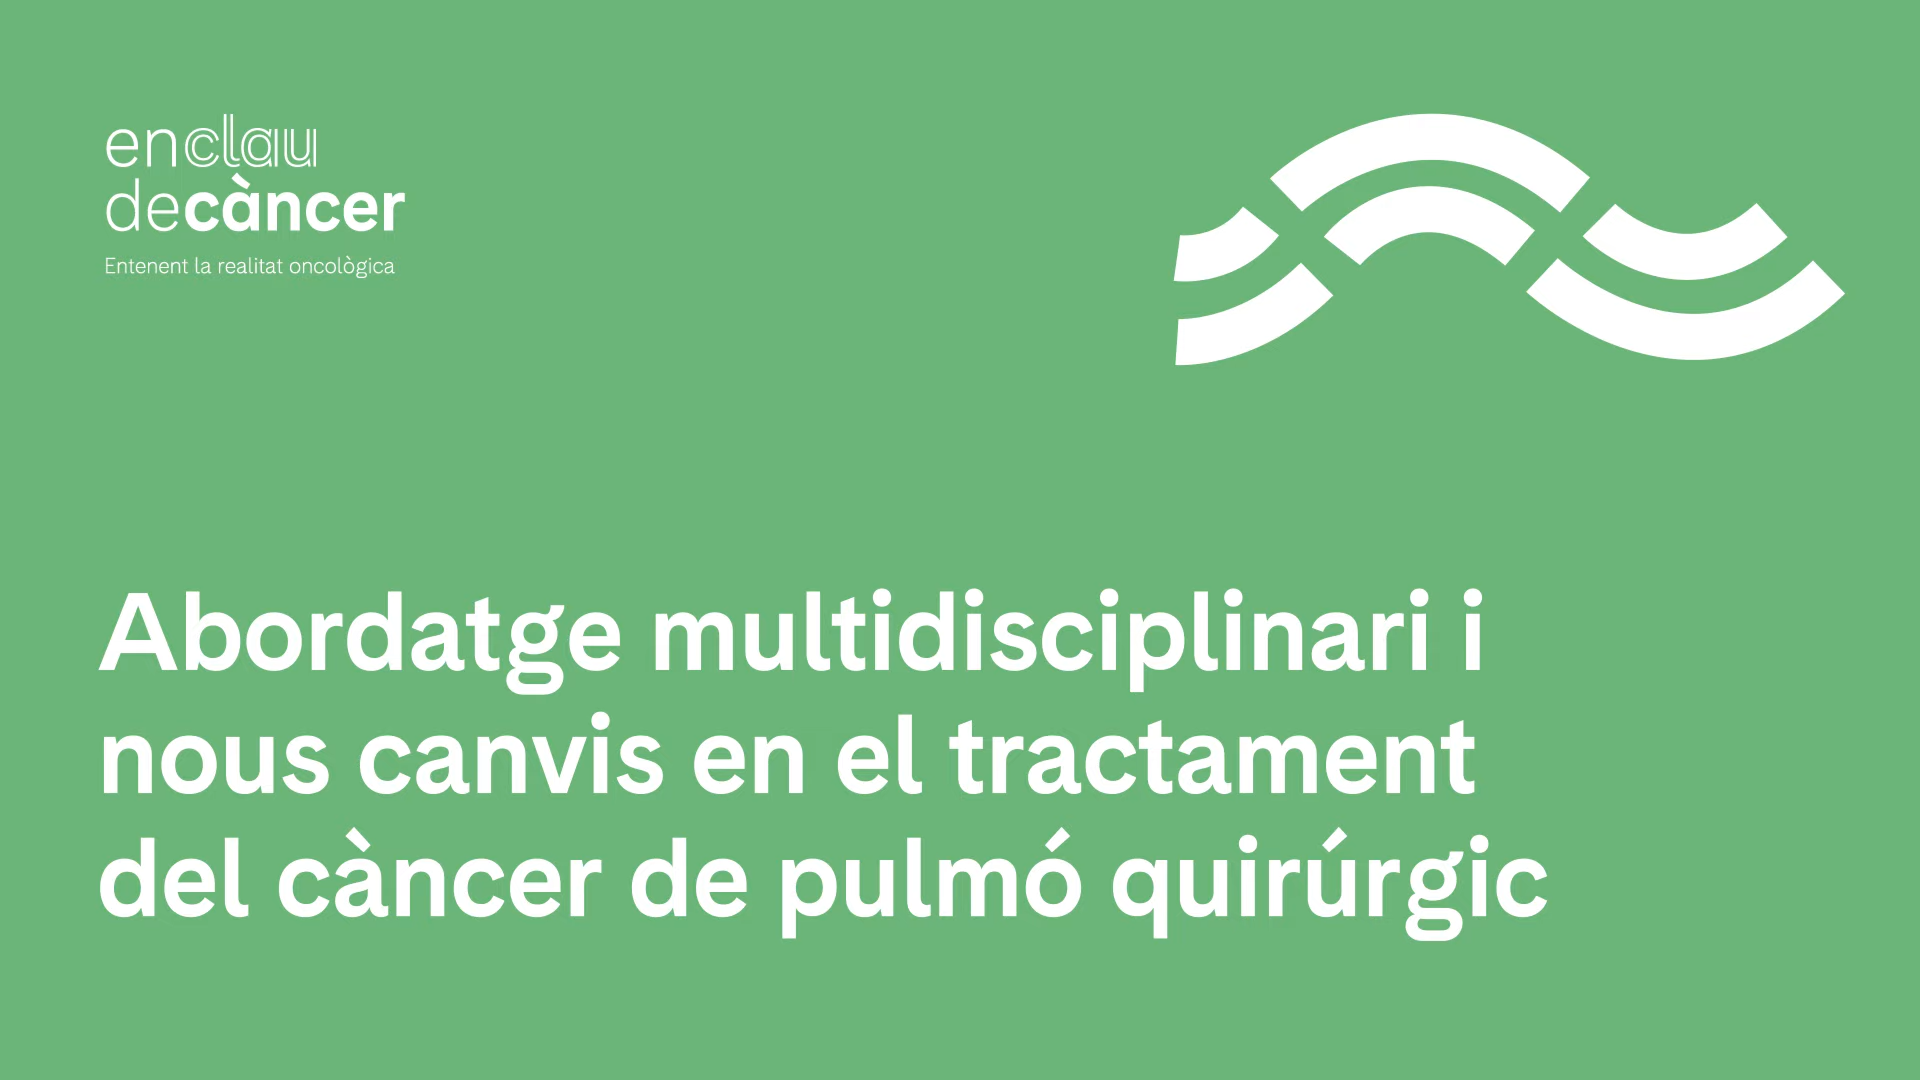 enclau
decàncer
Entenent la realitat oncològica
Abordatge multidisciplinari i
nous canvis en el tractament
del càncer de pulmó quirúrgic